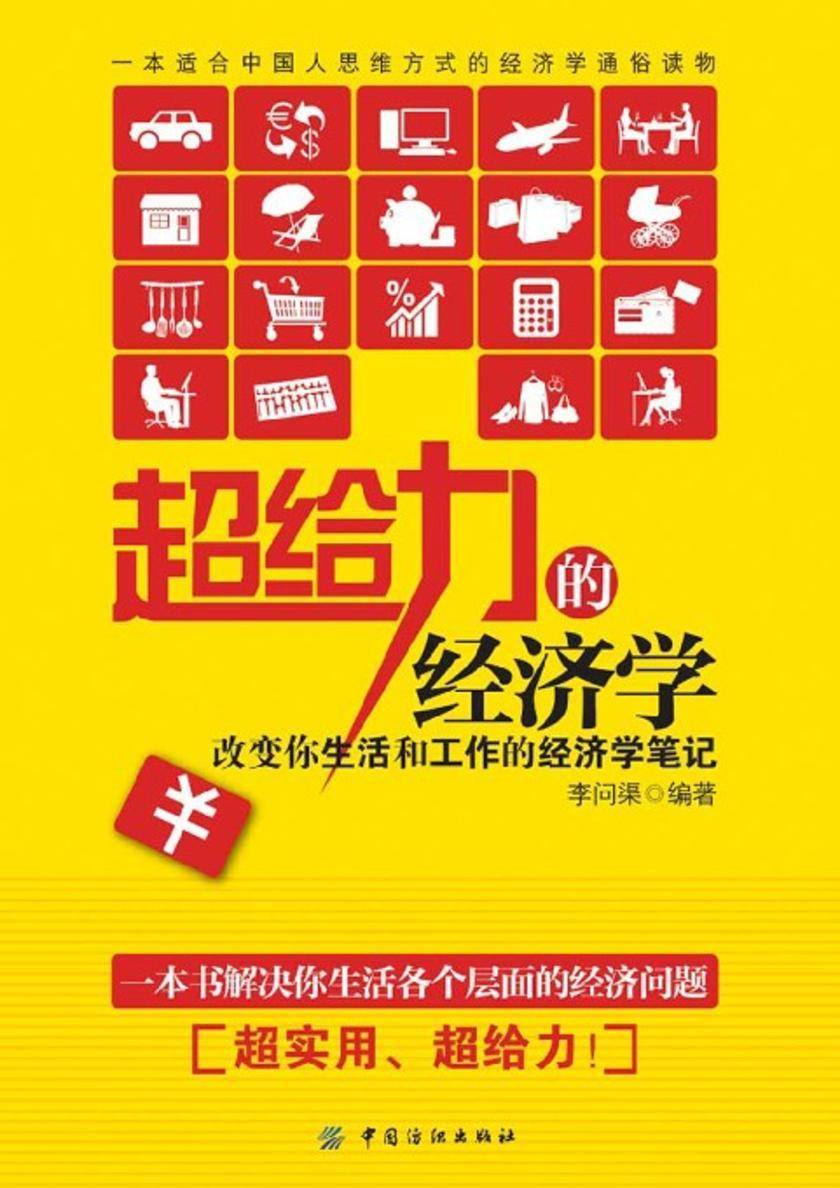 一本适合中国人思维方式的经济学通俗读物
€
$
%
超给力的
经济学
改变你生活和工作的经济学笔记
李问渠◎编著
¥
一本书解决你生活各个层面的经济问题
[超实用、超给力!]
中国纺织出版社